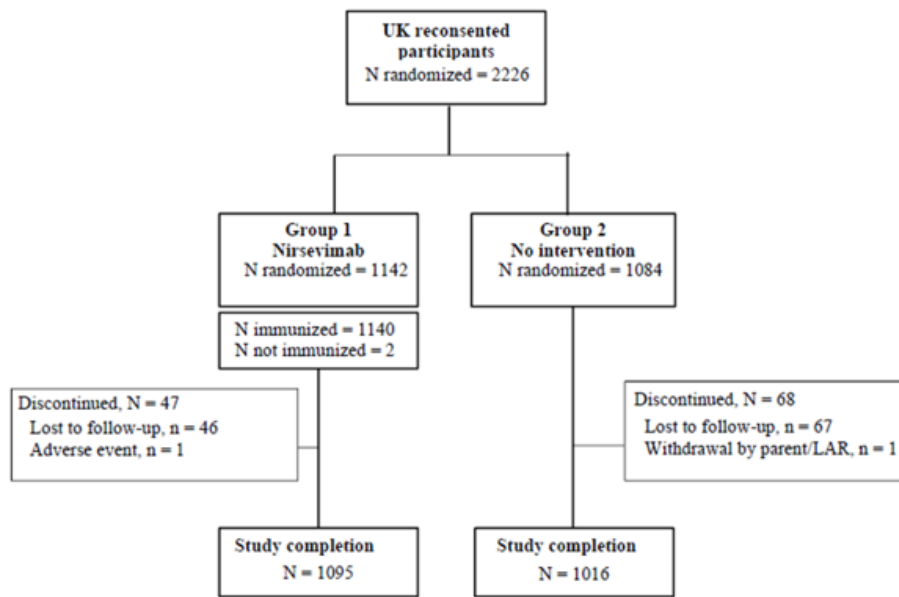 UK reconsented
participants
N randomized = 2226
Group 1
Nirsevimab
N randomized = 1142
Group 2
No intervention
N randomized = 1084
N immunized = 1140
N not immunized = 2
Discontinued, N = 47
Lost to follow-up, n = 46
Adverse event, n = 1
Discontinued, N = 68
Lost to follow-up, n = 67
Withdrawal by parent/LAR, n = 1
Study completion
N = 1095
Study completion
N = 1016